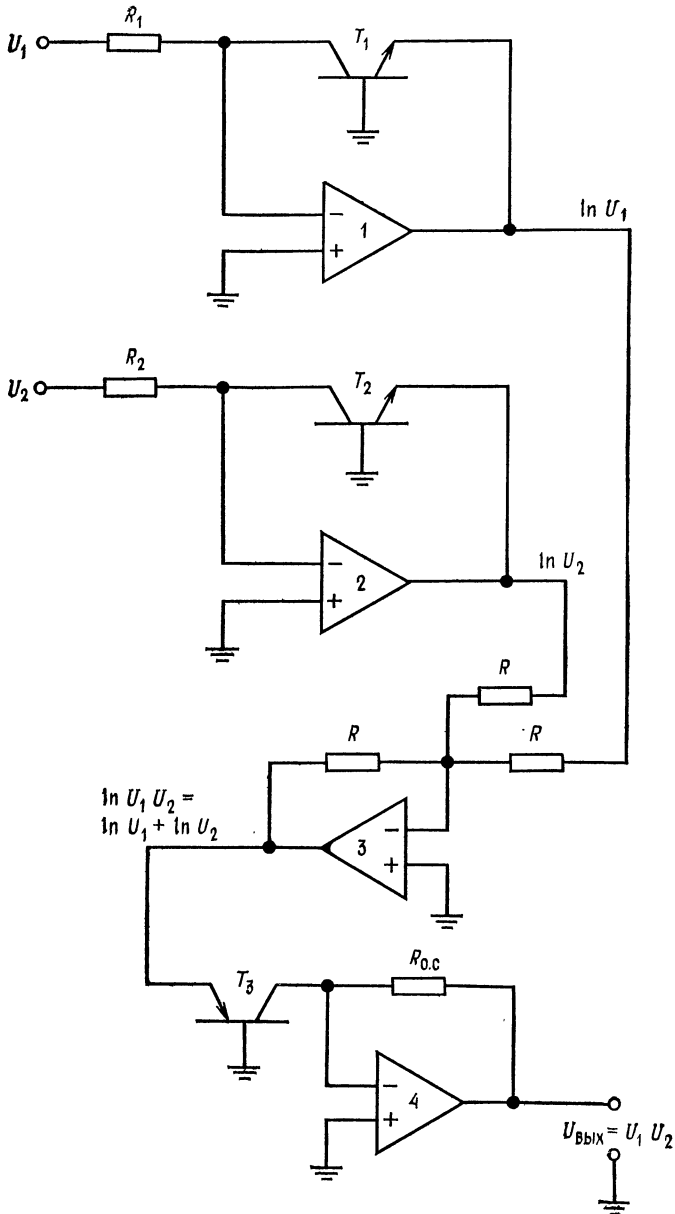 R₁
U₁
T₁
−
1
+
ln U₁
R₂
U₂
T₂
−
2
+
ln U₂
R
R
R
ln U₁ U₂ =
ln U₁ + ln U₂
−
3
+
T₃
Rо.с
−
4
+
Uвых = U₁ U₂